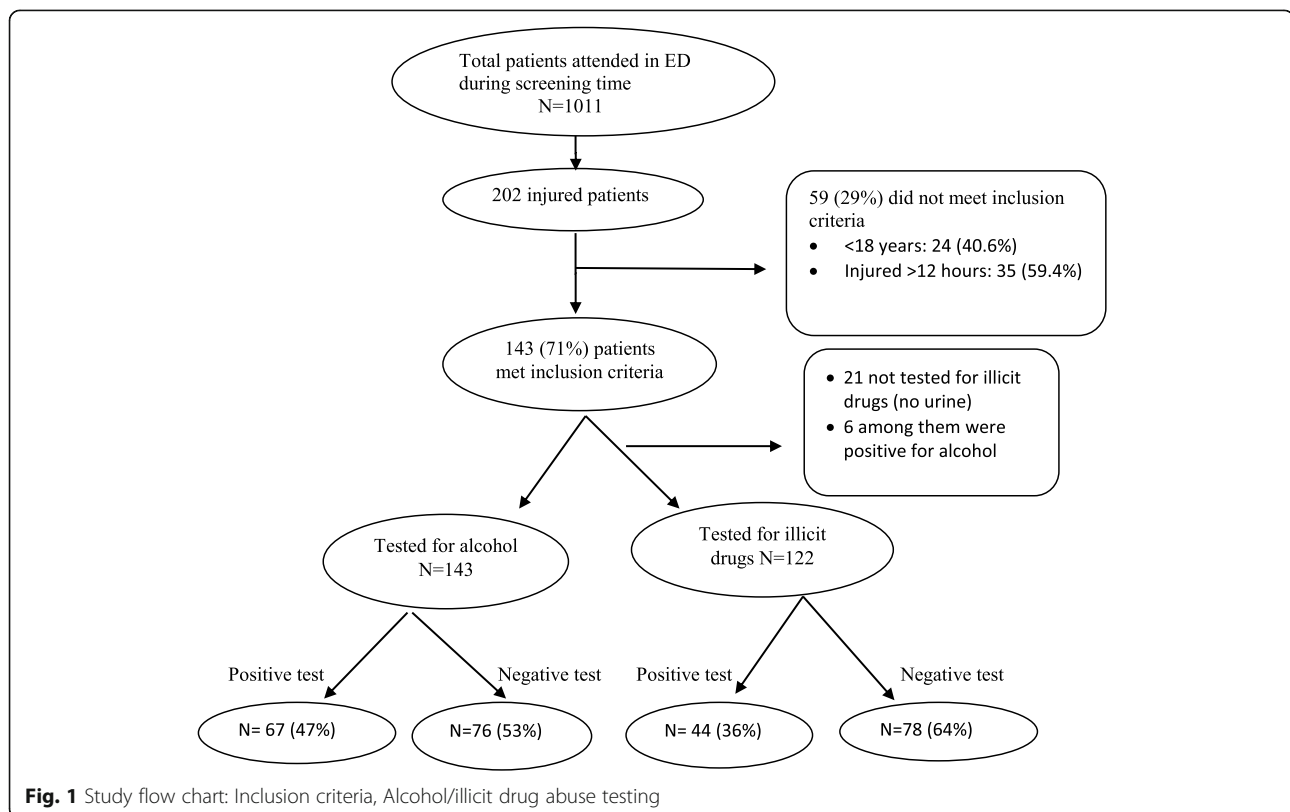 Total patients attended in ED
during screening time
N=1011
202 injured patients
59 (29%) did not meet inclusion
criteria
• <18 years: 24 (40.6%)
• Injured >12 hours: 35 (59.4%)
143 (71%) patients
met inclusion criteria
• 21 not tested for illicit
drugs (no urine)
• 6 among them were
positive for alcohol
Tested for alcohol
N=143
Tested for illicit
drugs N=122
Positive test
Negative test
Positive test
Negative test
N= 67 (47%)
N=76 (53%)
N= 44 (36%)
N=78 (64%)
Fig. 1 Study flow chart: Inclusion criteria, Alcohol/illicit drug abuse testing